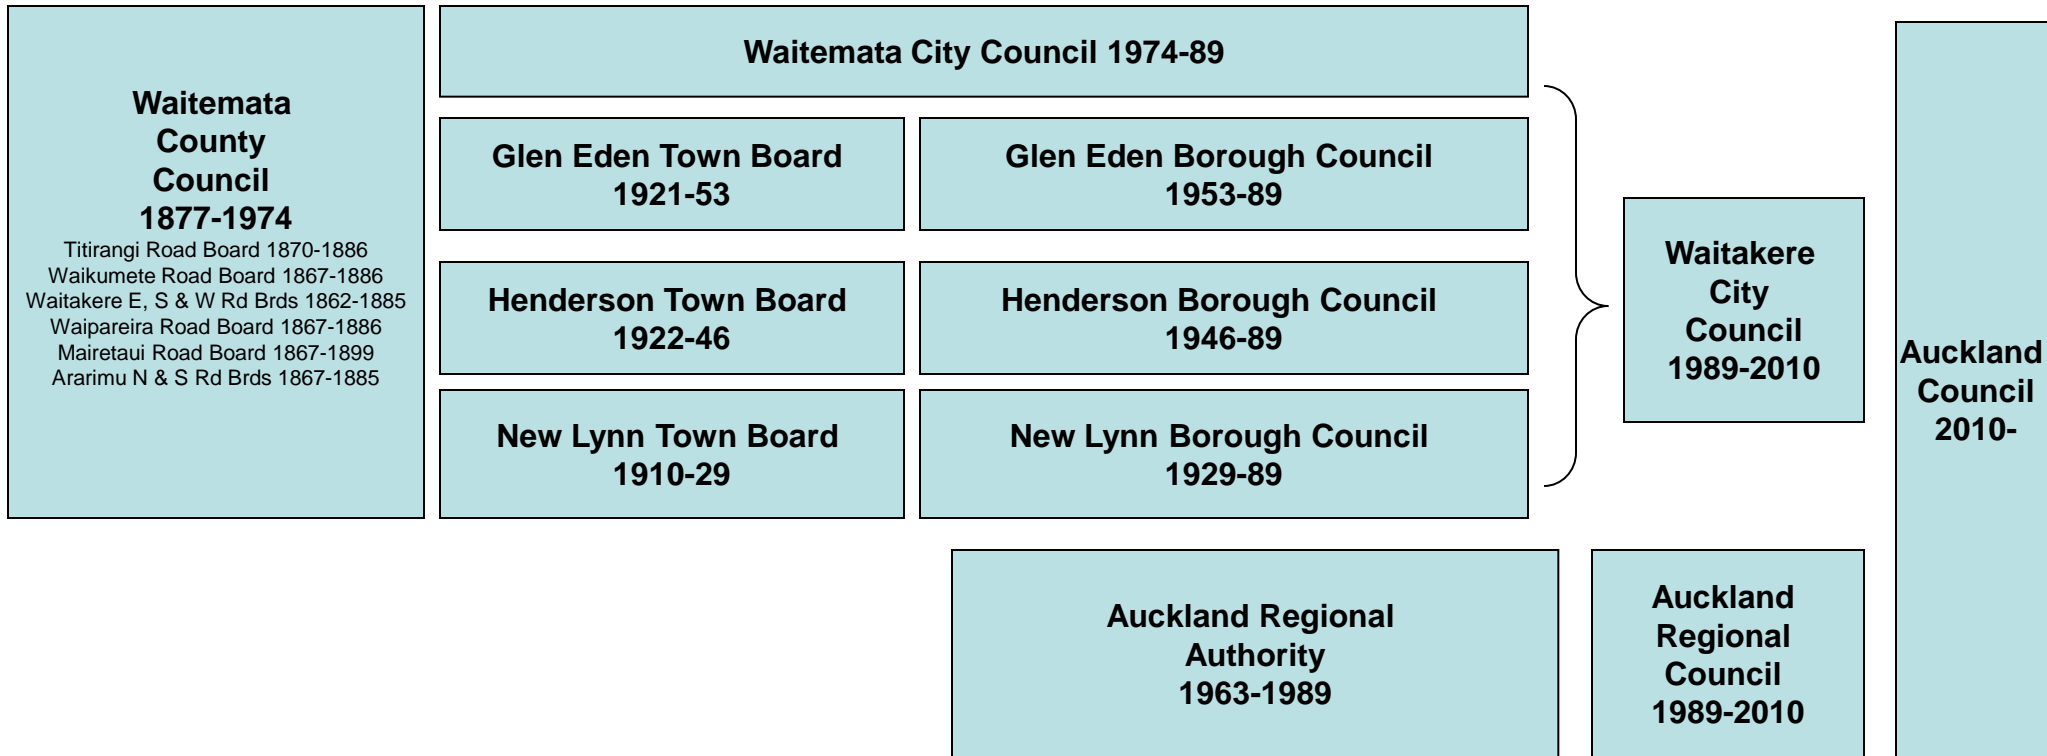 Waitemata
County
Council
1877-1974
Titirangi Road Board 1870-1886
Waikumete Road Board 1867-1886
Waitakere E, S & W Rd Brds 1862-1885
Waipareira Road Board 1867-1886
Mairetaui Road Board 1867-1899
Ararimu N & S Rd Brds 1867-1885
Waitemata City Council 1974-89
Glen Eden Town Board
1921-53
Glen Eden Borough Council
1953-89
Henderson Town Board
1922-46
Henderson Borough Council
1946-89
New Lynn Town Board
1910-29
New Lynn Borough Council
1929-89
Waitakere
City
Council
1989-2010
Auckland Regional
Authority
1963-1989
Auckland
Regional
Council
1989-2010
Auckland
Council
2010-